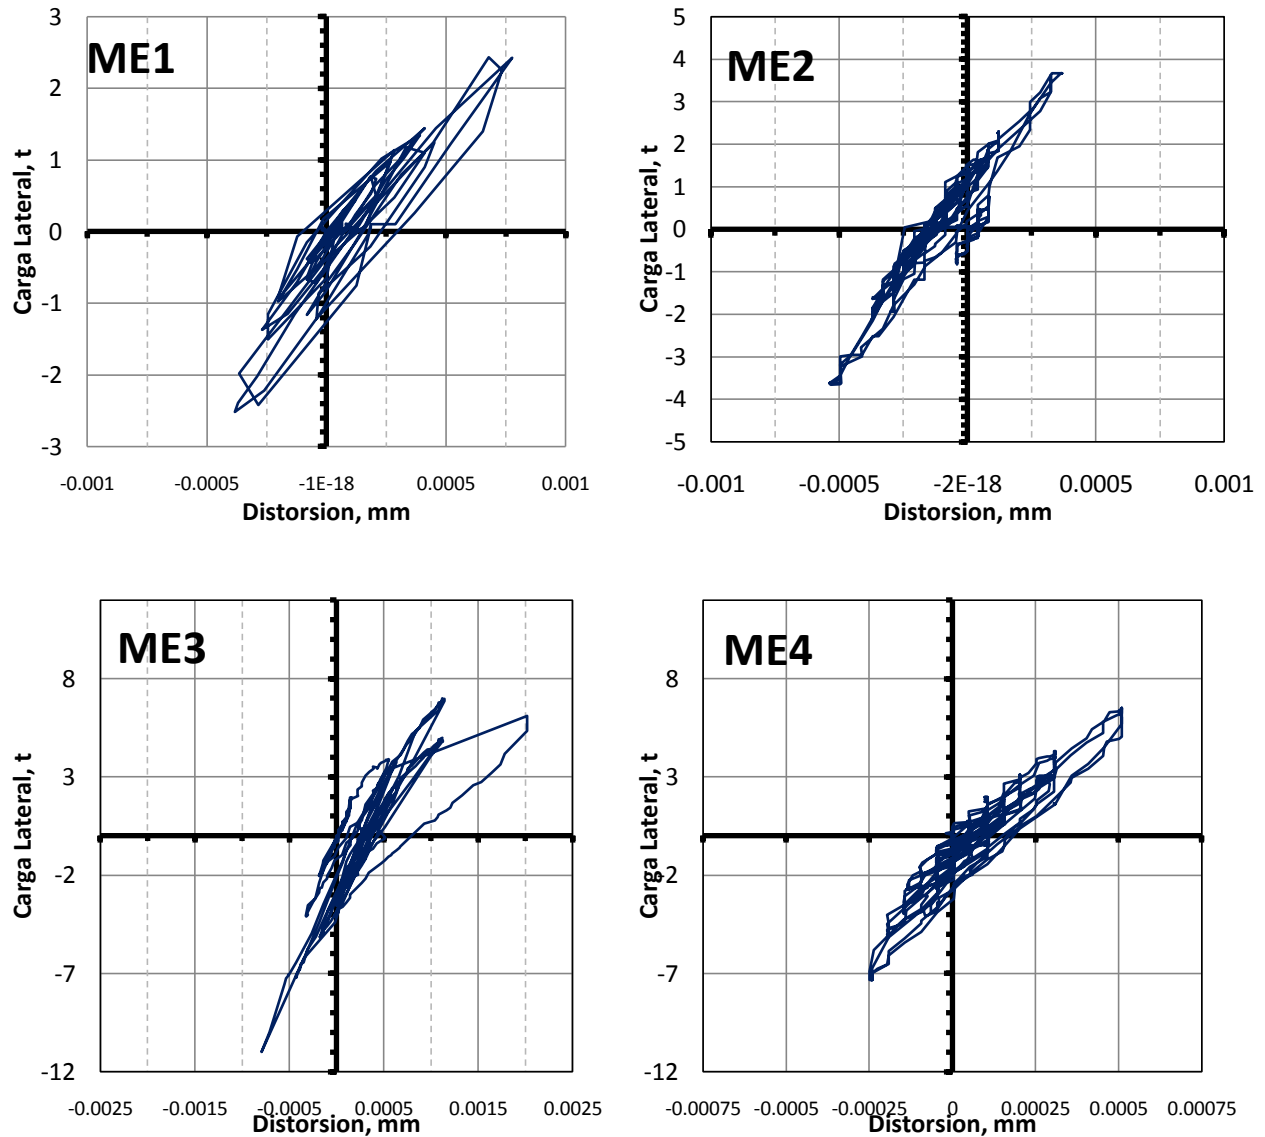 ME1
3
2
1
0
-1
-2
-3
Carga Lateral, t
-0.001 -0.0005 -1E-18 0.0005 0.001
Distorsion, mm
ME2
5
4
3
2
1
0
-1
-2
-3
-4
-5
Carga Lateral, t
-0.001 -0.0005 -2E-18 0.0005 0.001
Distorsion, mm
ME3
8
3
-2
-7
-12
Carga Lateral, t
-0.0025 -0.0015 -0.0005 0.0005 0.0015 0.0025
Distorsion, mm
ME4
8
3
-2
-7
-12
Carga Lateral, t
-0.00075 -0.0005 -0.00025 0 0.00025 0.0005 0.00075
Distorsion, mm